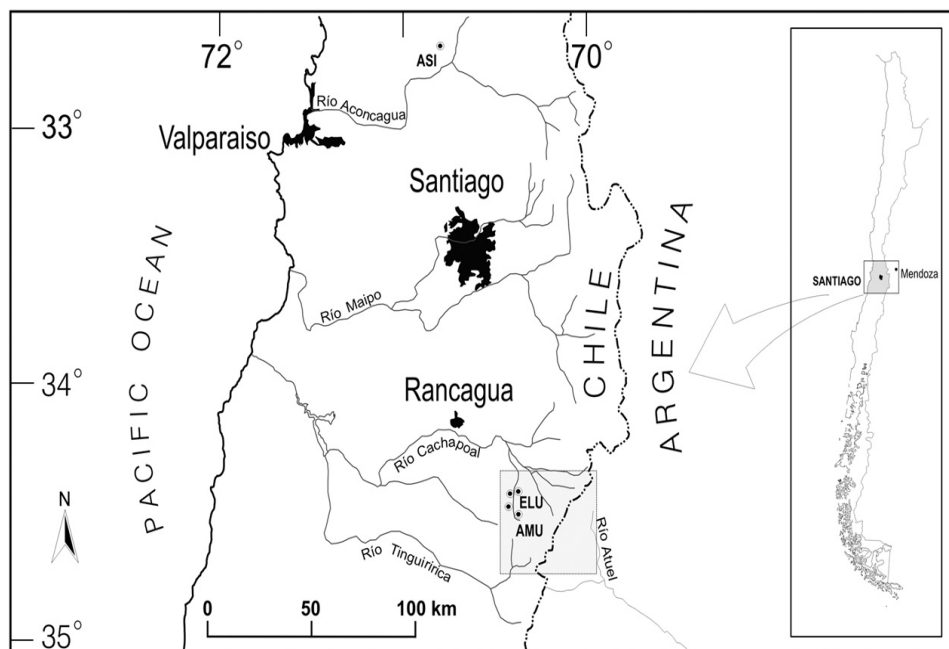 72°
70°
ASI
33°
Río Aconcagua
Valparaiso
Santiago
PACIFIC OCEAN
CHILE
ARGENTINA
Río Maipo
34°
Rancagua
Río Cachapoal
ELU
AMU
N
Río Tinguiririca
Río Atuel
0 50 100 km
35°
SANTIAGO
Mendoza